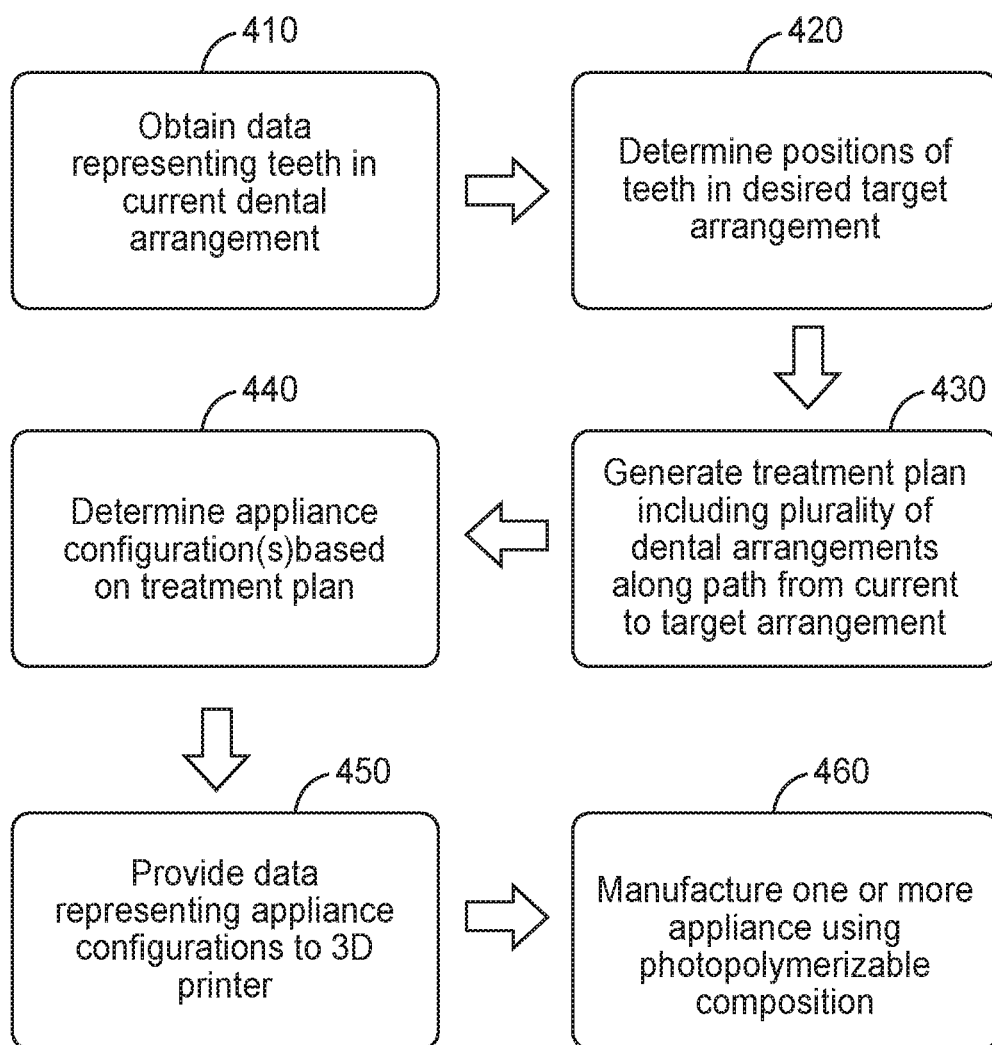 410
Obtain data
representing teeth in
current dental
arrangement
420
Determine positions of
teeth in desired target
arrangement
430
Generate treatment plan
including plurality of
dental arrangements
along path from current
to target arrangement
440
Determine appliance
configuration(s)based
on treatment plan
450
Provide data
representing appliance
configurations to 3D
printer
460
Manufacture one or more
appliance using
photopolymerizable
composition